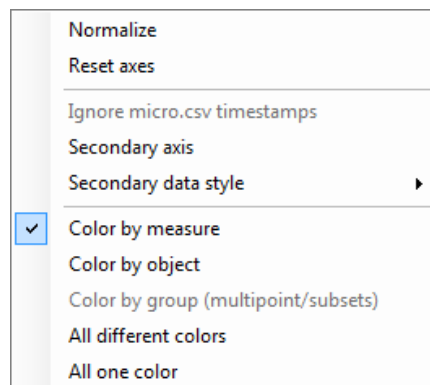 Normalize
Reset axes
Ignore micro.csv timestamps
Secondary axis
Secondary data style
Color by measure
Color by object
Color by group (multipoint/subsets)
All different colors
All one color